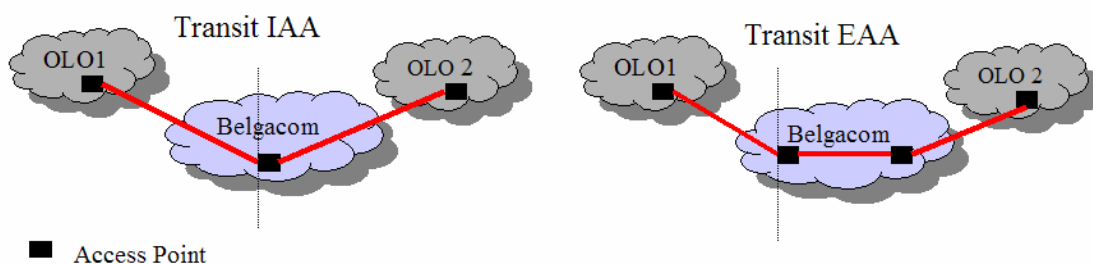 Transit IAA
OLO1
OLO 2
Belgacom
Transit EAA
OLO1
OLO 2
Belgacom
Access Point